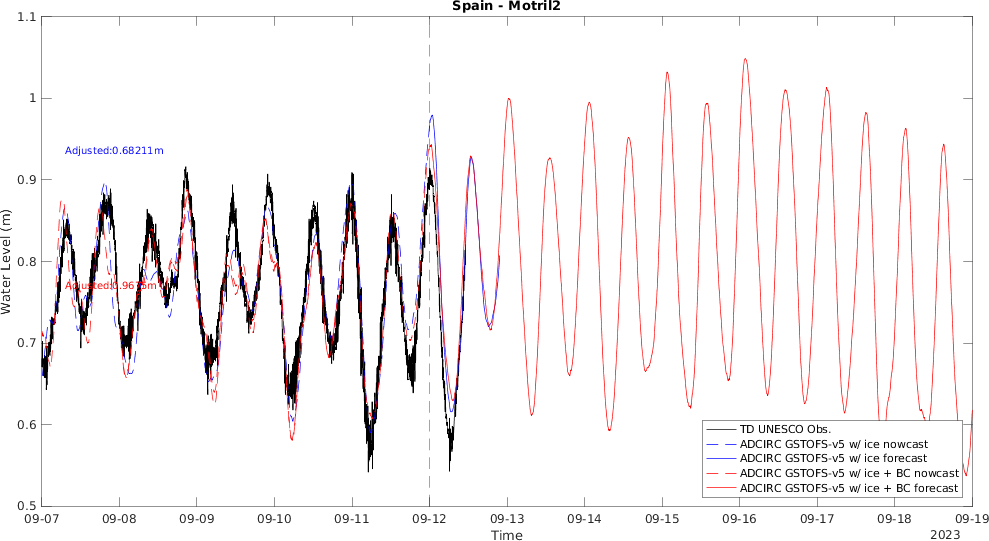 Spain - Motril2
1.1
1
0.9
0.8
0.7
0.6
0.5
Water Level (m)
Adjusted:0.68211m
TD UNESCO Obs.
ADCIRC GSTOFS-v5 w/ ice nowcast
ADCIRC GSTOFS-v5 w/ ice forecast
ADCIRC GSTOFS-v5 w/ ice + BC nowcast
ADCIRC GSTOFS-v5 w/ ice + BC forecast
09-07 09-08 09-09 09-10 09-11 09-12 09-13 09-14 09-15 09-16 09-17 09-18 09-19
Time
2023